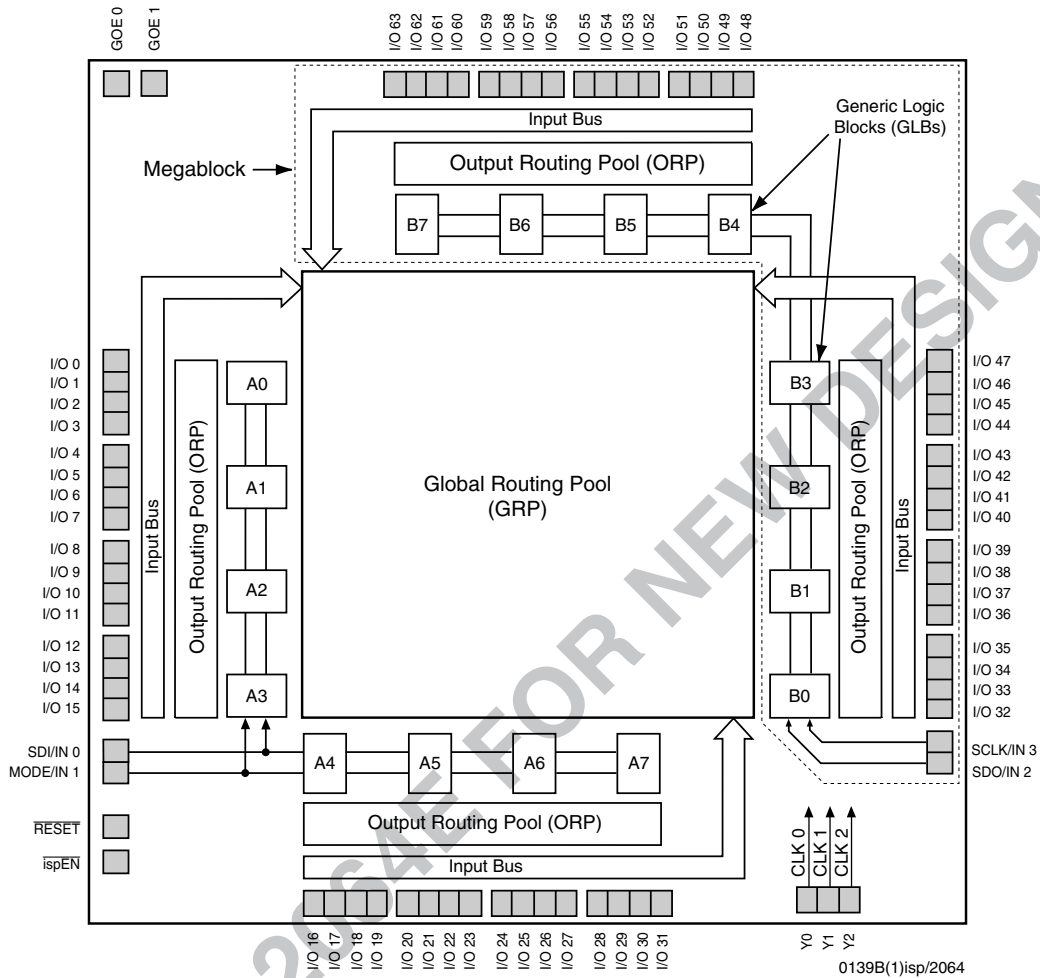 GOE 0
GOE 1
I/O 63
I/O 62
I/O 61
I/O 60
I/O 59
I/O 58
I/O 57
I/O 56
I/O 55
I/O 54
I/O 53
I/O 52
I/O 51
I/O 50
I/O 49
I/O 48
Input Bus
Generic Logic
Blocks (GLBs)
Megablock
Output Routing Pool (ORP)
B7
B6
B5
B4
I/O 0
I/O 1
I/O 2
I/O 3
I/O 4
I/O 5
I/O 6
I/O 7
I/O 8
I/O 9
I/O 10
I/O 11
I/O 12
I/O 13
I/O 14
I/O 15
Input Bus
Output Routing Pool (ORP)
A0
A1
A2
A3
Global Routing Pool
(GRP)
B3
B2
B1
B0
Output Routing Pool (ORP)
Input Bus
I/O 47
I/O 46
I/O 45
I/O 44
I/O 43
I/O 42
I/O 41
I/O 40
I/O 39
I/O 38
I/O 37
I/O 36
I/O 35
I/O 34
I/O 33
I/O 32
SDI/IN 0
MODE/IN 1
A4
A5
A6
A7
SCLK/IN 3
SDO/IN 2
RESET
ispEN
Output Routing Pool (ORP)
Input Bus
CLK 0
CLK 1
CLK 2
I/O 16
I/O 17
I/O 18
I/O 19
I/O 20
I/O 21
I/O 22
I/O 23
I/O 24
I/O 25
I/O 26
I/O 27
I/O 28
I/O 29
I/O 30
I/O 31
Y0
Y1
Y2
0139B(1)isp/2064
2064E FOR NEW DESIGN